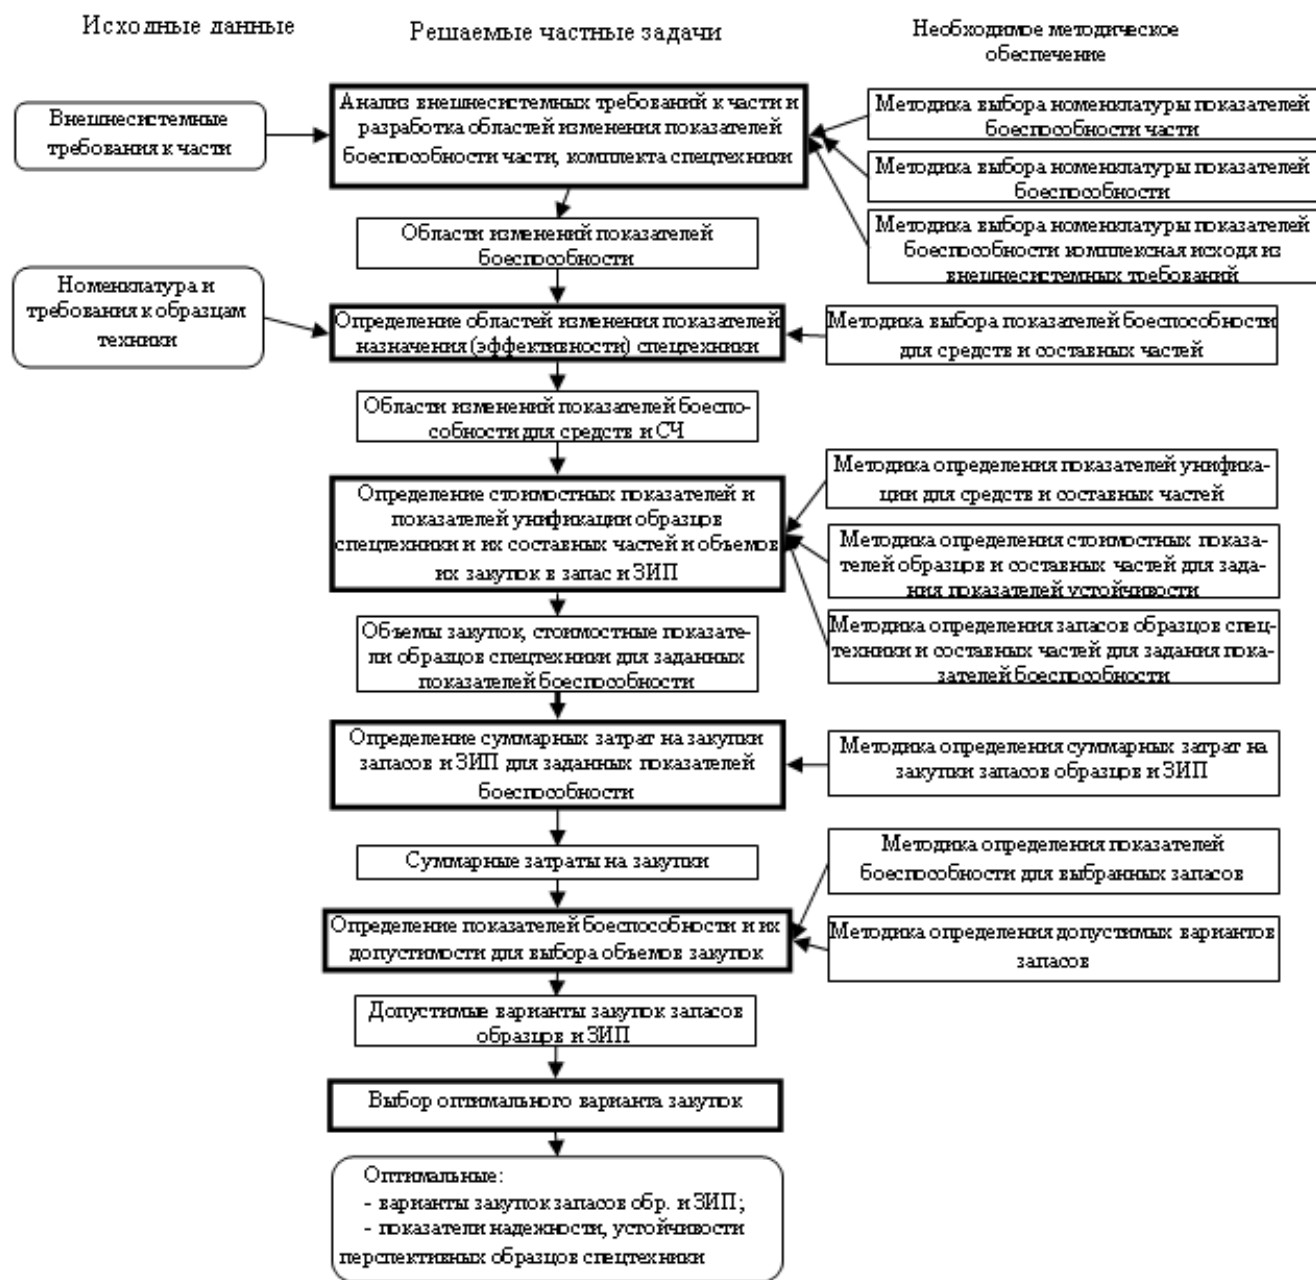 Исходные данные
Решаемые частные задачи
Необходимое методическое
обеспечение
Внешнесистемные
требования к части
Анализ внешнесистемных требований к части и
разработка областей изменения показателей
боеспособности части, комплекта спецтехники
Методика выбора номенклатуры показателей
боеспособности части
Методика выбора номенклатуры показателей
боеспособности
Методика выбора номенклатуры показателей
боеспособности комплексная исходя из
внешнесистемных требований
Области изменений показателей
боеспособности
Номенклатура и
требования к образцам
техники
Определение областей изменения показателей
назначения (эффективности) спецтехники
Методика выбора показателей боеспособности
для средств и составных частей
Области изменений показателей боеспо-
собности для средств и СЧ
Определение стоимостных показателей и
показателей унификации образцов
спецтехники и их составных частей и объемов
их закупок в запас и ЗИП
Методика определения показателей унифика-
ции для средств и составных частей
Методика определения стоимостных показа-
телей образцов и составных частей для зада-
ния показателей устойчивости
Методика определения запасов образцов спец-
техники и составных частей для задания пока-
зателей боеспособности
Объемы закупок, стоимостные показате-
ли образцов спецтехники для заданных
показателей боеспособности
Определение суммарных затрат на закупки
запасов и ЗИП для заданных показателей
боеспособности
Методика определения суммарных затрат на
закупки запасов образцов и ЗИП
Суммарные затраты на закупки
Методика определения показателей
боеспособности для выбранных запасов
Определение показателей боеспособности и их
допустимости для выбора объемов закупок
Методика определения допустимых вариантов
запасов
Допустимые варианты закупок запасов
образцов и ЗИП
Выбор оптимального варианта закупок
Оптимальные:
- варианты закупок запасов обр. и ЗИП;
- показатели надежности, устойчивости
перспективных образцов спецтехники